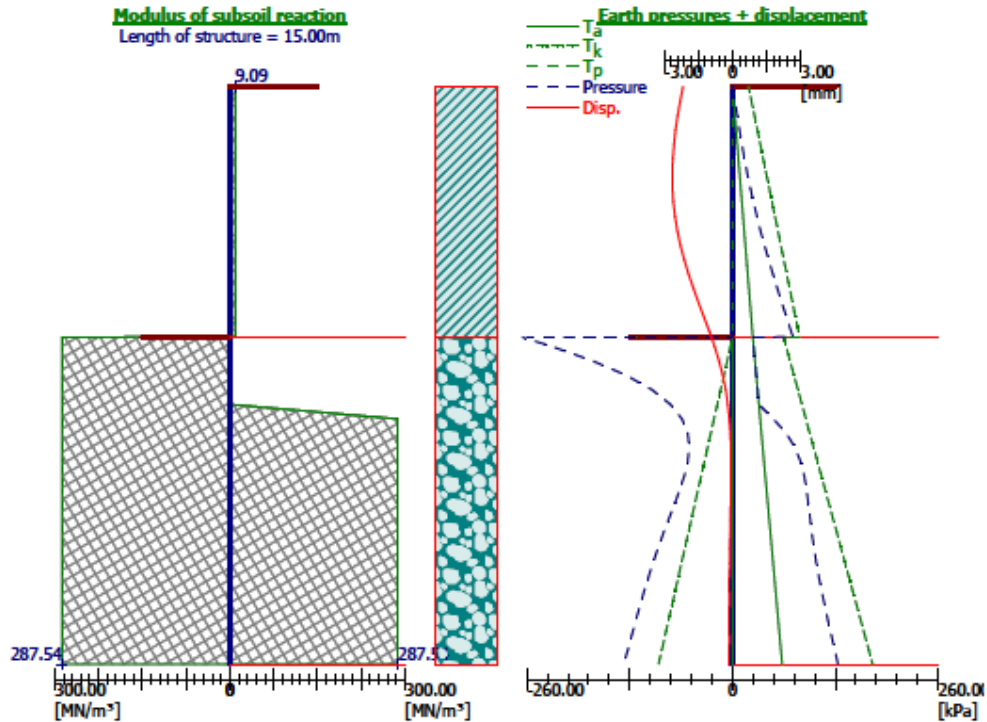 Modulus of subsoil reaction
Length of structure = 15.00m
9.09
287.54
300.00
0
300.00
[MN/m³]
[MN/m³]
Earth pressures + displacement
Ta
Tk
Tp
Pressure
Disp.
-3.00
0
3.00
[mm]
-260.00
0
260.00
[kPa]